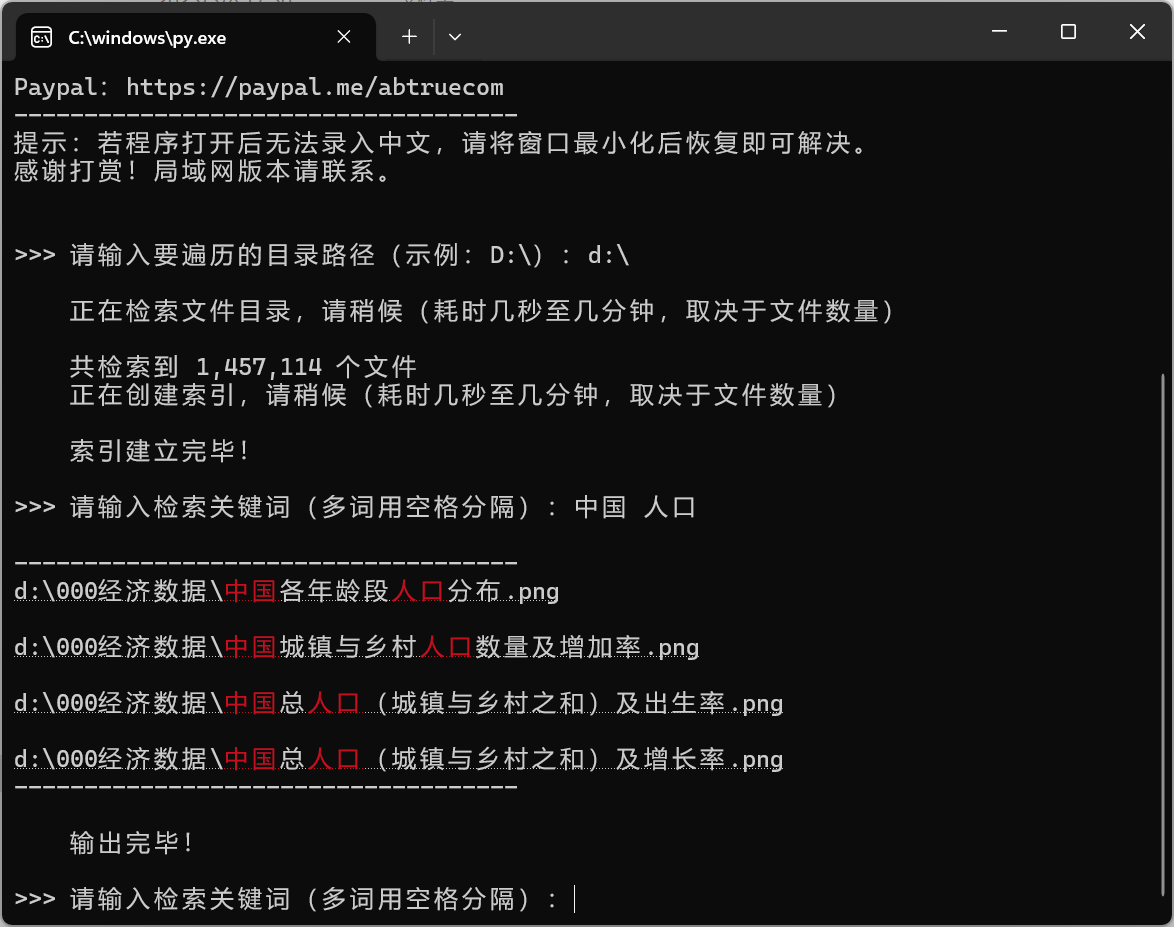 C:\windows\py.exe
Paypal: https://paypal.me/abtruecom
------------------------------------
提示：若程序打开后无法录入中文，请将窗口最小化后恢复即可解决。
感谢打赏！局域网版本请联系。
>>> 请输入要遍历的目录路径（示例：D:\）：d:\
正在检索文件目录，请稍候（耗时几秒至几分钟，取决于文件数量）
共检索到 1,457,114 个文件
正在创建索引，请稍候（耗时几秒至几分钟，取决于文件数量）
索引建立完毕！
>>> 请输入检索关键词（多词用空格分隔）：中国 人口
------------------------------------
d:\000经济数据\中国各年龄段人口分布.png
d:\000经济数据\中国城镇与乡村人口数量及增加率.png
d:\000经济数据\中国总人口（城镇与乡村之和）及出生率.png
d:\000经济数据\中国总人口（城镇与乡村之和）及增长率.png
------------------------------------
输出完毕！
>>> 请输入检索关键词（多词用空格分隔）：